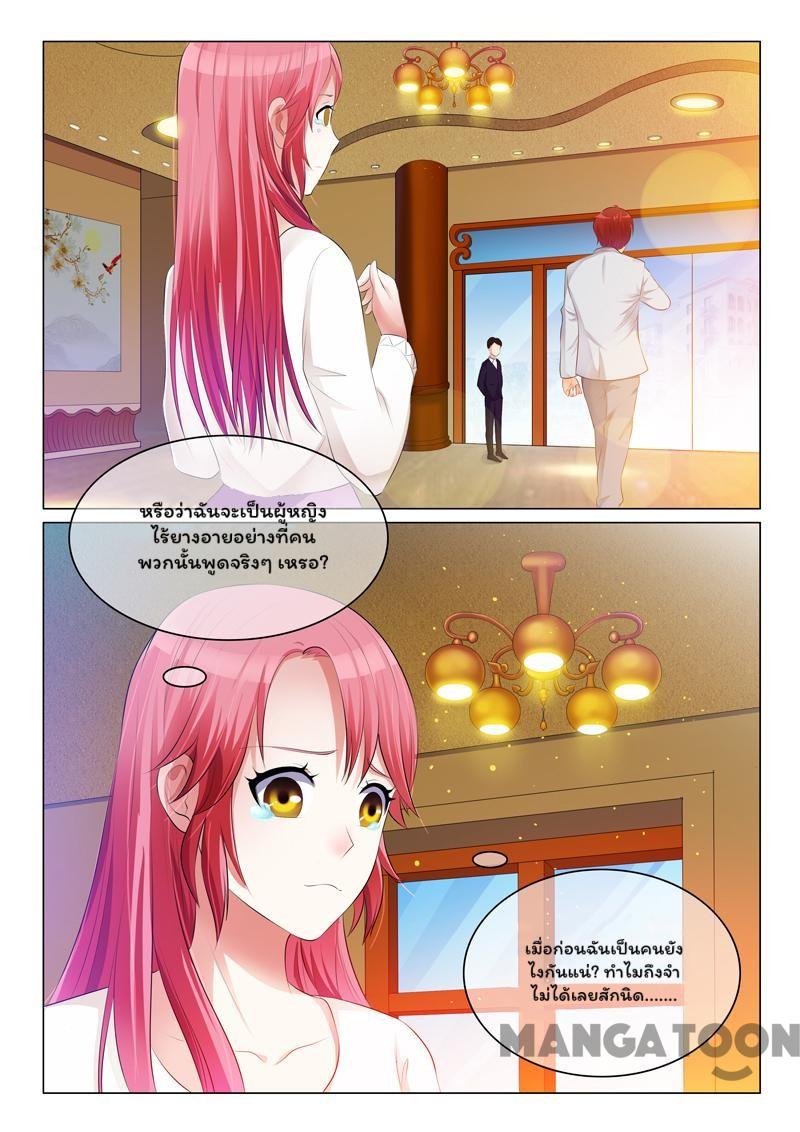 หรือว่าฉันจะเป็นผู้หญิง
ไร้ยางอายอย่างที่คน
พวกนั้นพูดจริงๆ เหรอ?
เมื่อก่อนฉันเป็นคนยัง
ไงกันแน่? ทำไมถึงจำ
ไม่ได้เลยสักนิด.......
MANGATOON